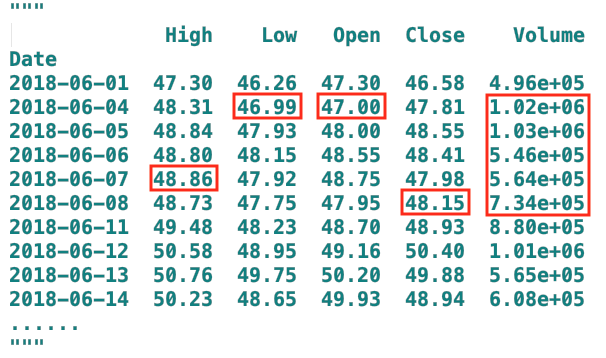 """
High Low Open Close Volume
Date
2018-06-01 47.30 46.26 47.30 46.58 4.96e+05
2018-06-04 48.31 46.99 47.00 47.81 1.02e+06
2018-06-05 48.84 47.93 48.00 48.55 1.03e+06
2018-06-06 48.80 48.15 48.55 48.41 5.46e+05
2018-06-07 48.86 47.92 48.75 47.98 5.64e+05
2018-06-08 48.73 47.75 47.95 48.15 7.34e+05
2018-06-11 49.48 48.23 48.70 48.93 8.80e+05
2018-06-12 50.58 48.95 49.16 50.40 1.01e+06
2018-06-13 50.76 49.75 50.20 49.88 5.65e+05
2018-06-14 50.23 48.65 49.93 48.94 6.08e+05
......
"""